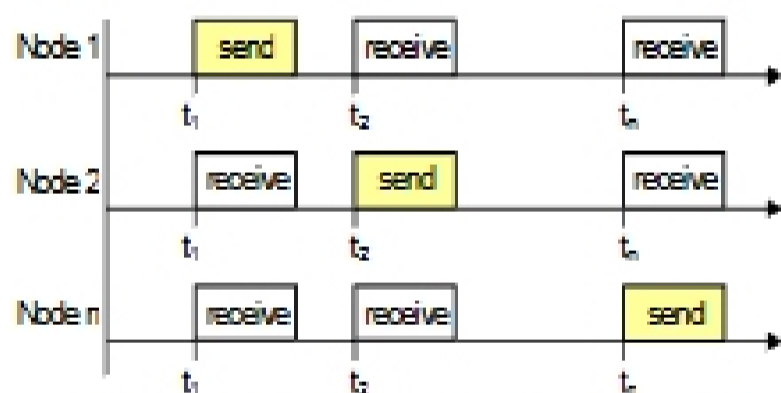 Node 1 send receive receive
t₁ t₂ tₙ
Node 2 receive send receive
t₁ t₂ tₙ
Node n receive receive send
t₁ t₂